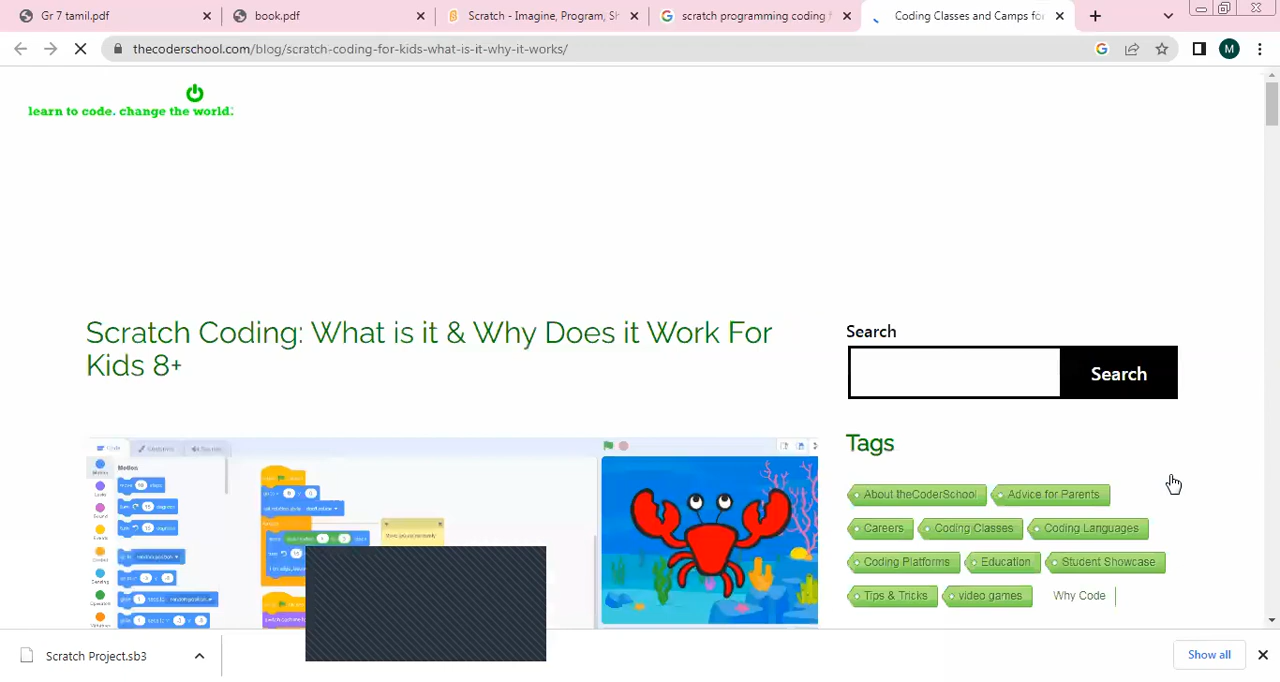 Gr 7 tamil.pdf
book.pdf
Scratch - Imagine, Program, Sh
scratch programming coding f
Coding Classes and Camps for
thecoderschool.com/blog/scratch-coding-for-kids-what-is-it-why-it-works/
M
learn to code. change the world.
Scratch Coding: What is it & Why Does it Work For
Kids 8+
Search
Search
Tags
About theCoderSchool
Advice for Parents
Careers
Coding Classes
Coding Languages
Coding Platforms
Education
Student Showcase
Tips & Tricks
video games
Why Code
Motion
Scratch Project.sb3
Show all